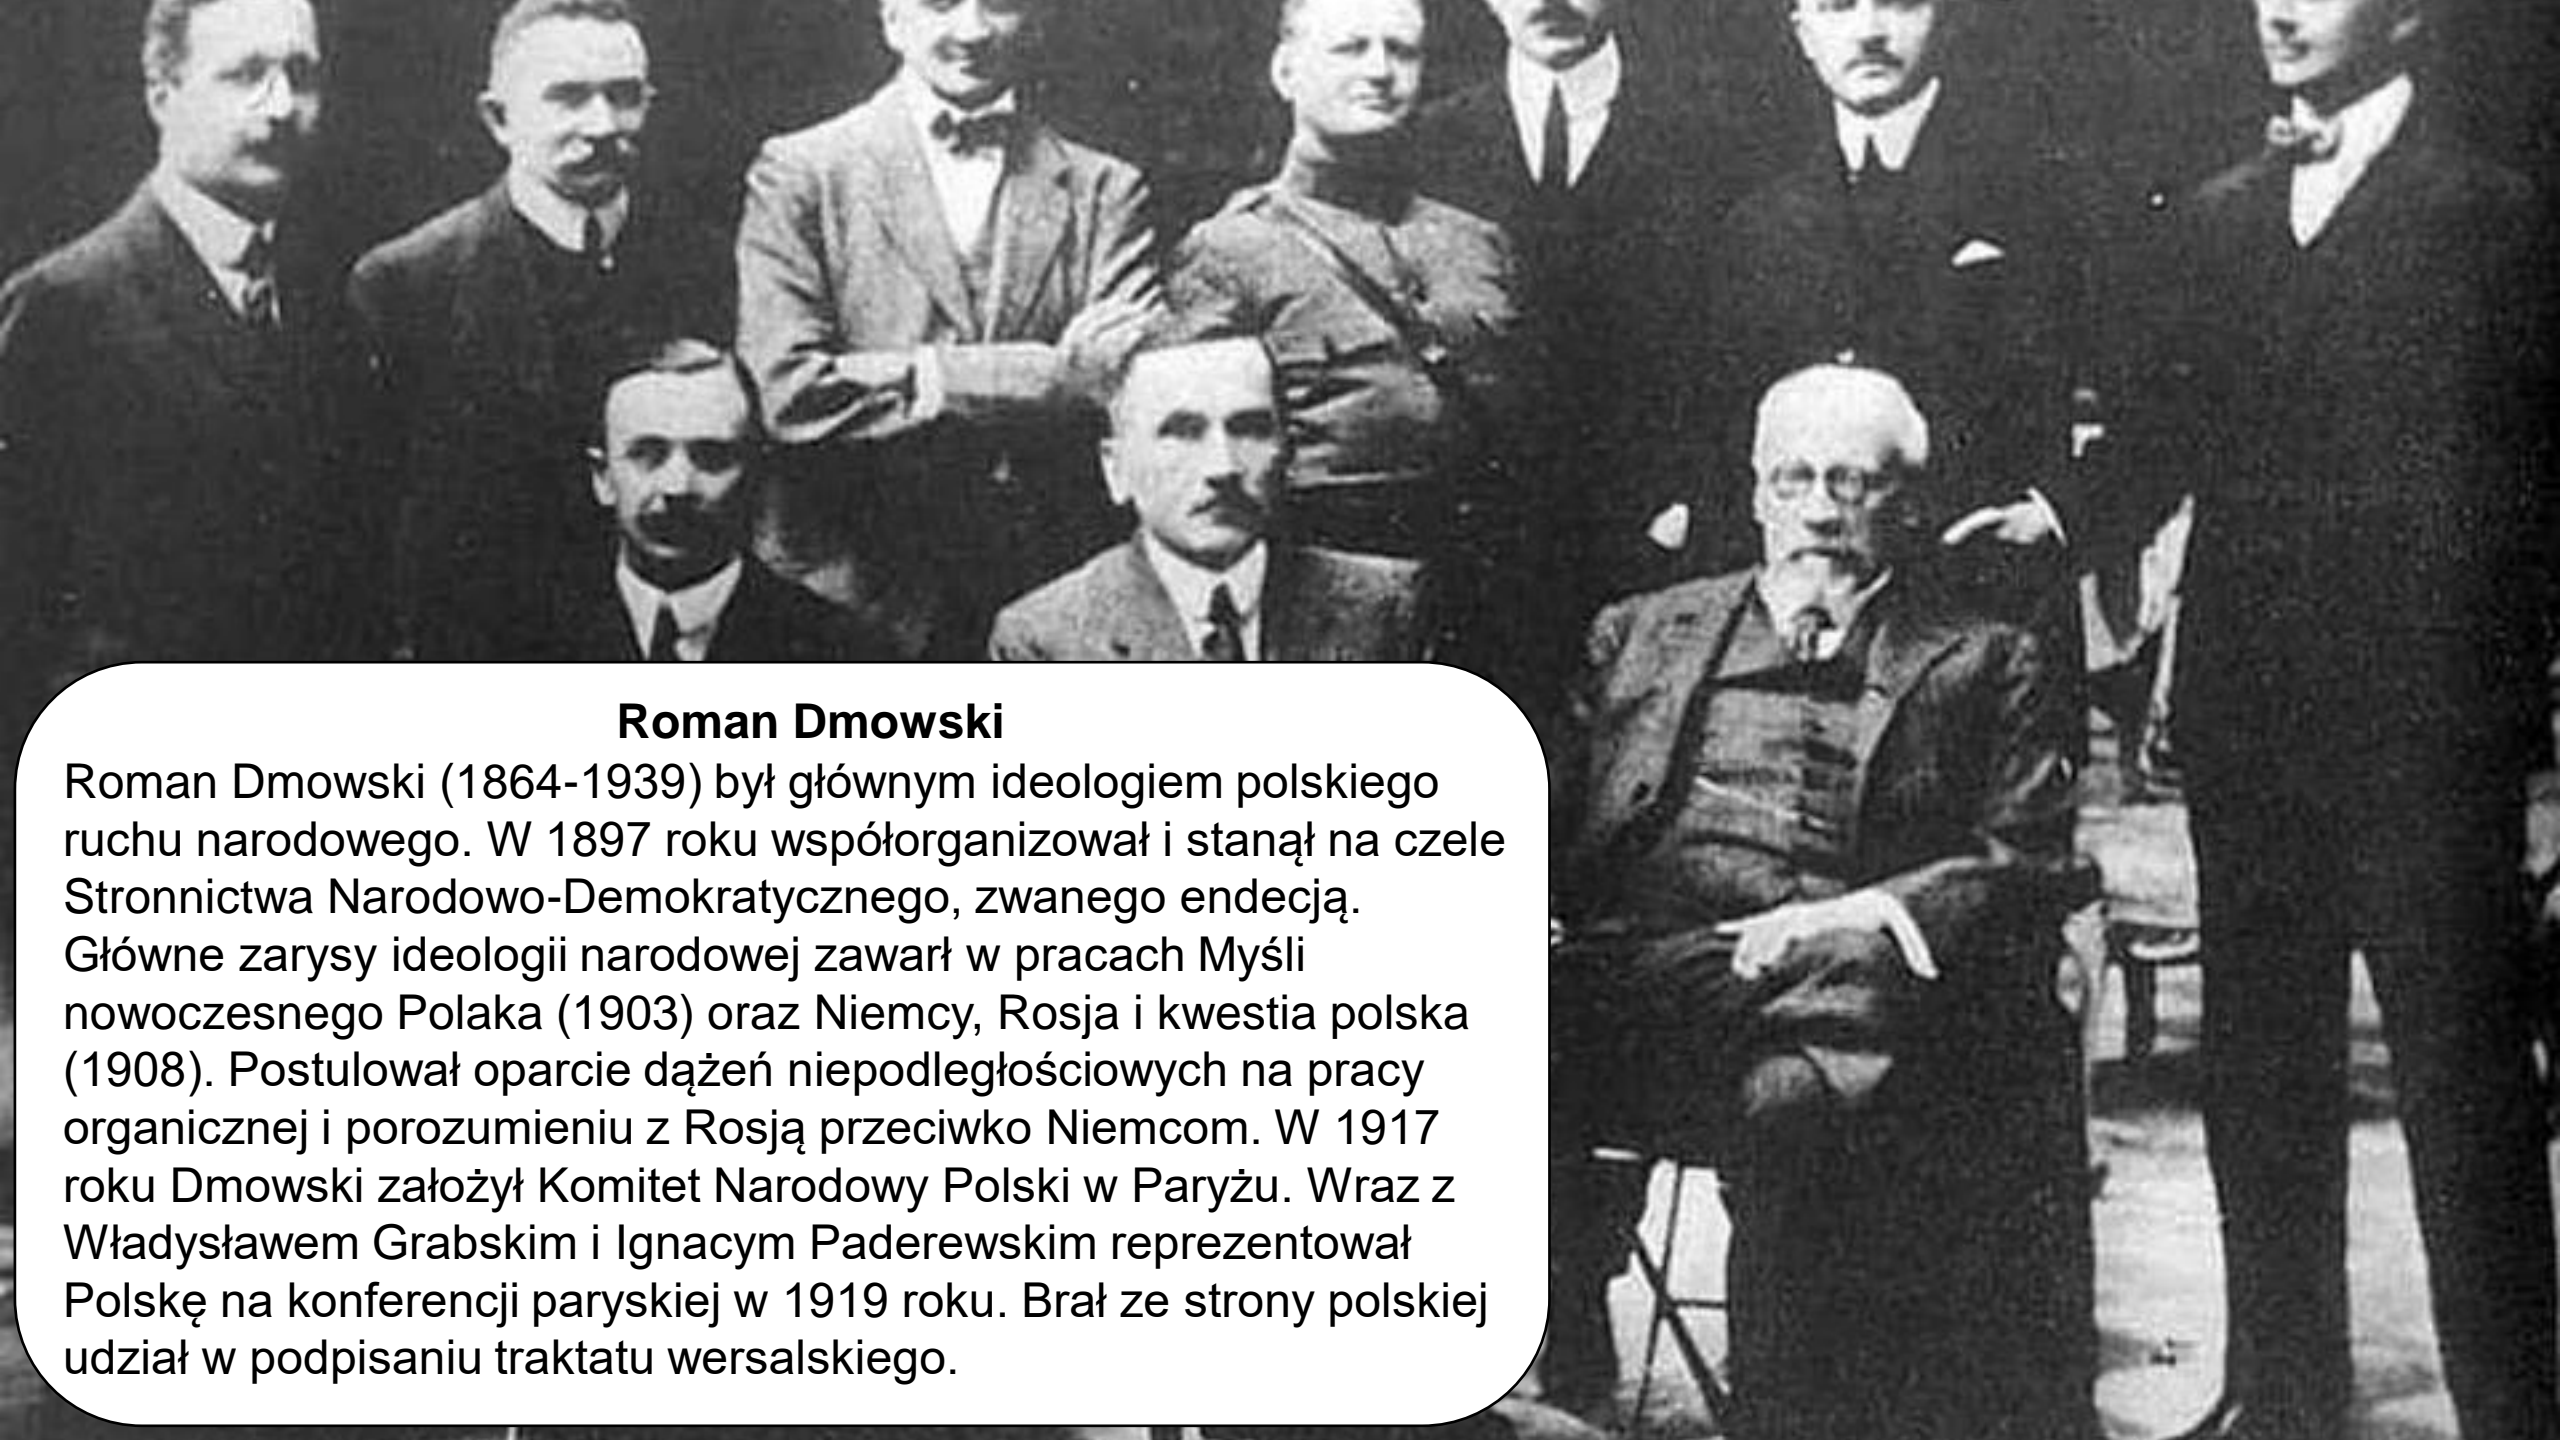 Roman Dmowski
Roman Dmowski (1864-1939) był głównym ideologiem polskiego
ruchu narodowego. W 1897 roku współorganizował i stanął na czele
Stronnictwa Narodowo-Demokratycznego, zwanego endecją.
Główne zarysy ideologii narodowej zawarł w pracach Myśli
nowoczesnego Polaka (1903) oraz Niemcy, Rosja i kwestia polska
(1908). Postulował oparcie dążeń niepodległościowych na pracy
organicznej i porozumieniu z Rosją przeciwko Niemcom. W 1917
roku Dmowski założył Komitet Narodowy Polski w Paryżu. Wraz z
Władysławem Grabskim i Ignacym Paderewskim reprezentował
Polskę na konferencji paryskiej w 1919 roku. Brał ze strony polskiej
udział w podpisaniu traktatu wersalskiego.